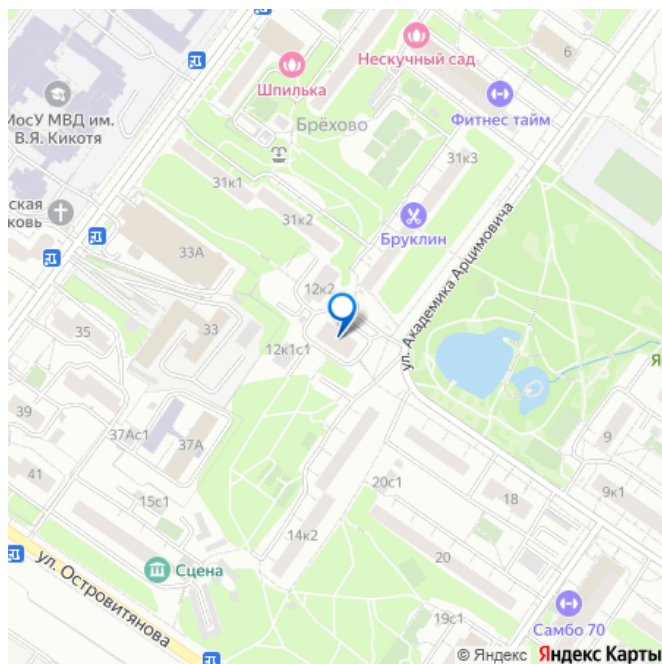 Нескучный сад
6
Шпилька
Фитнес тайм
МосУ МВД им.
В.Я. Кикотя
Брёхово
31к3
31к1
ская
ковь
31к2
Бруклин
33А
ул. Академика Арцимовича
12к2
35
33
12к1с1
Я
39
37Ас1
37А
9
41
20с1
9к1
15с1
18
14к2
20
ул. Островитянова
Сцена
19с1
Самбо 70
© Яндекс Яндекс Карты